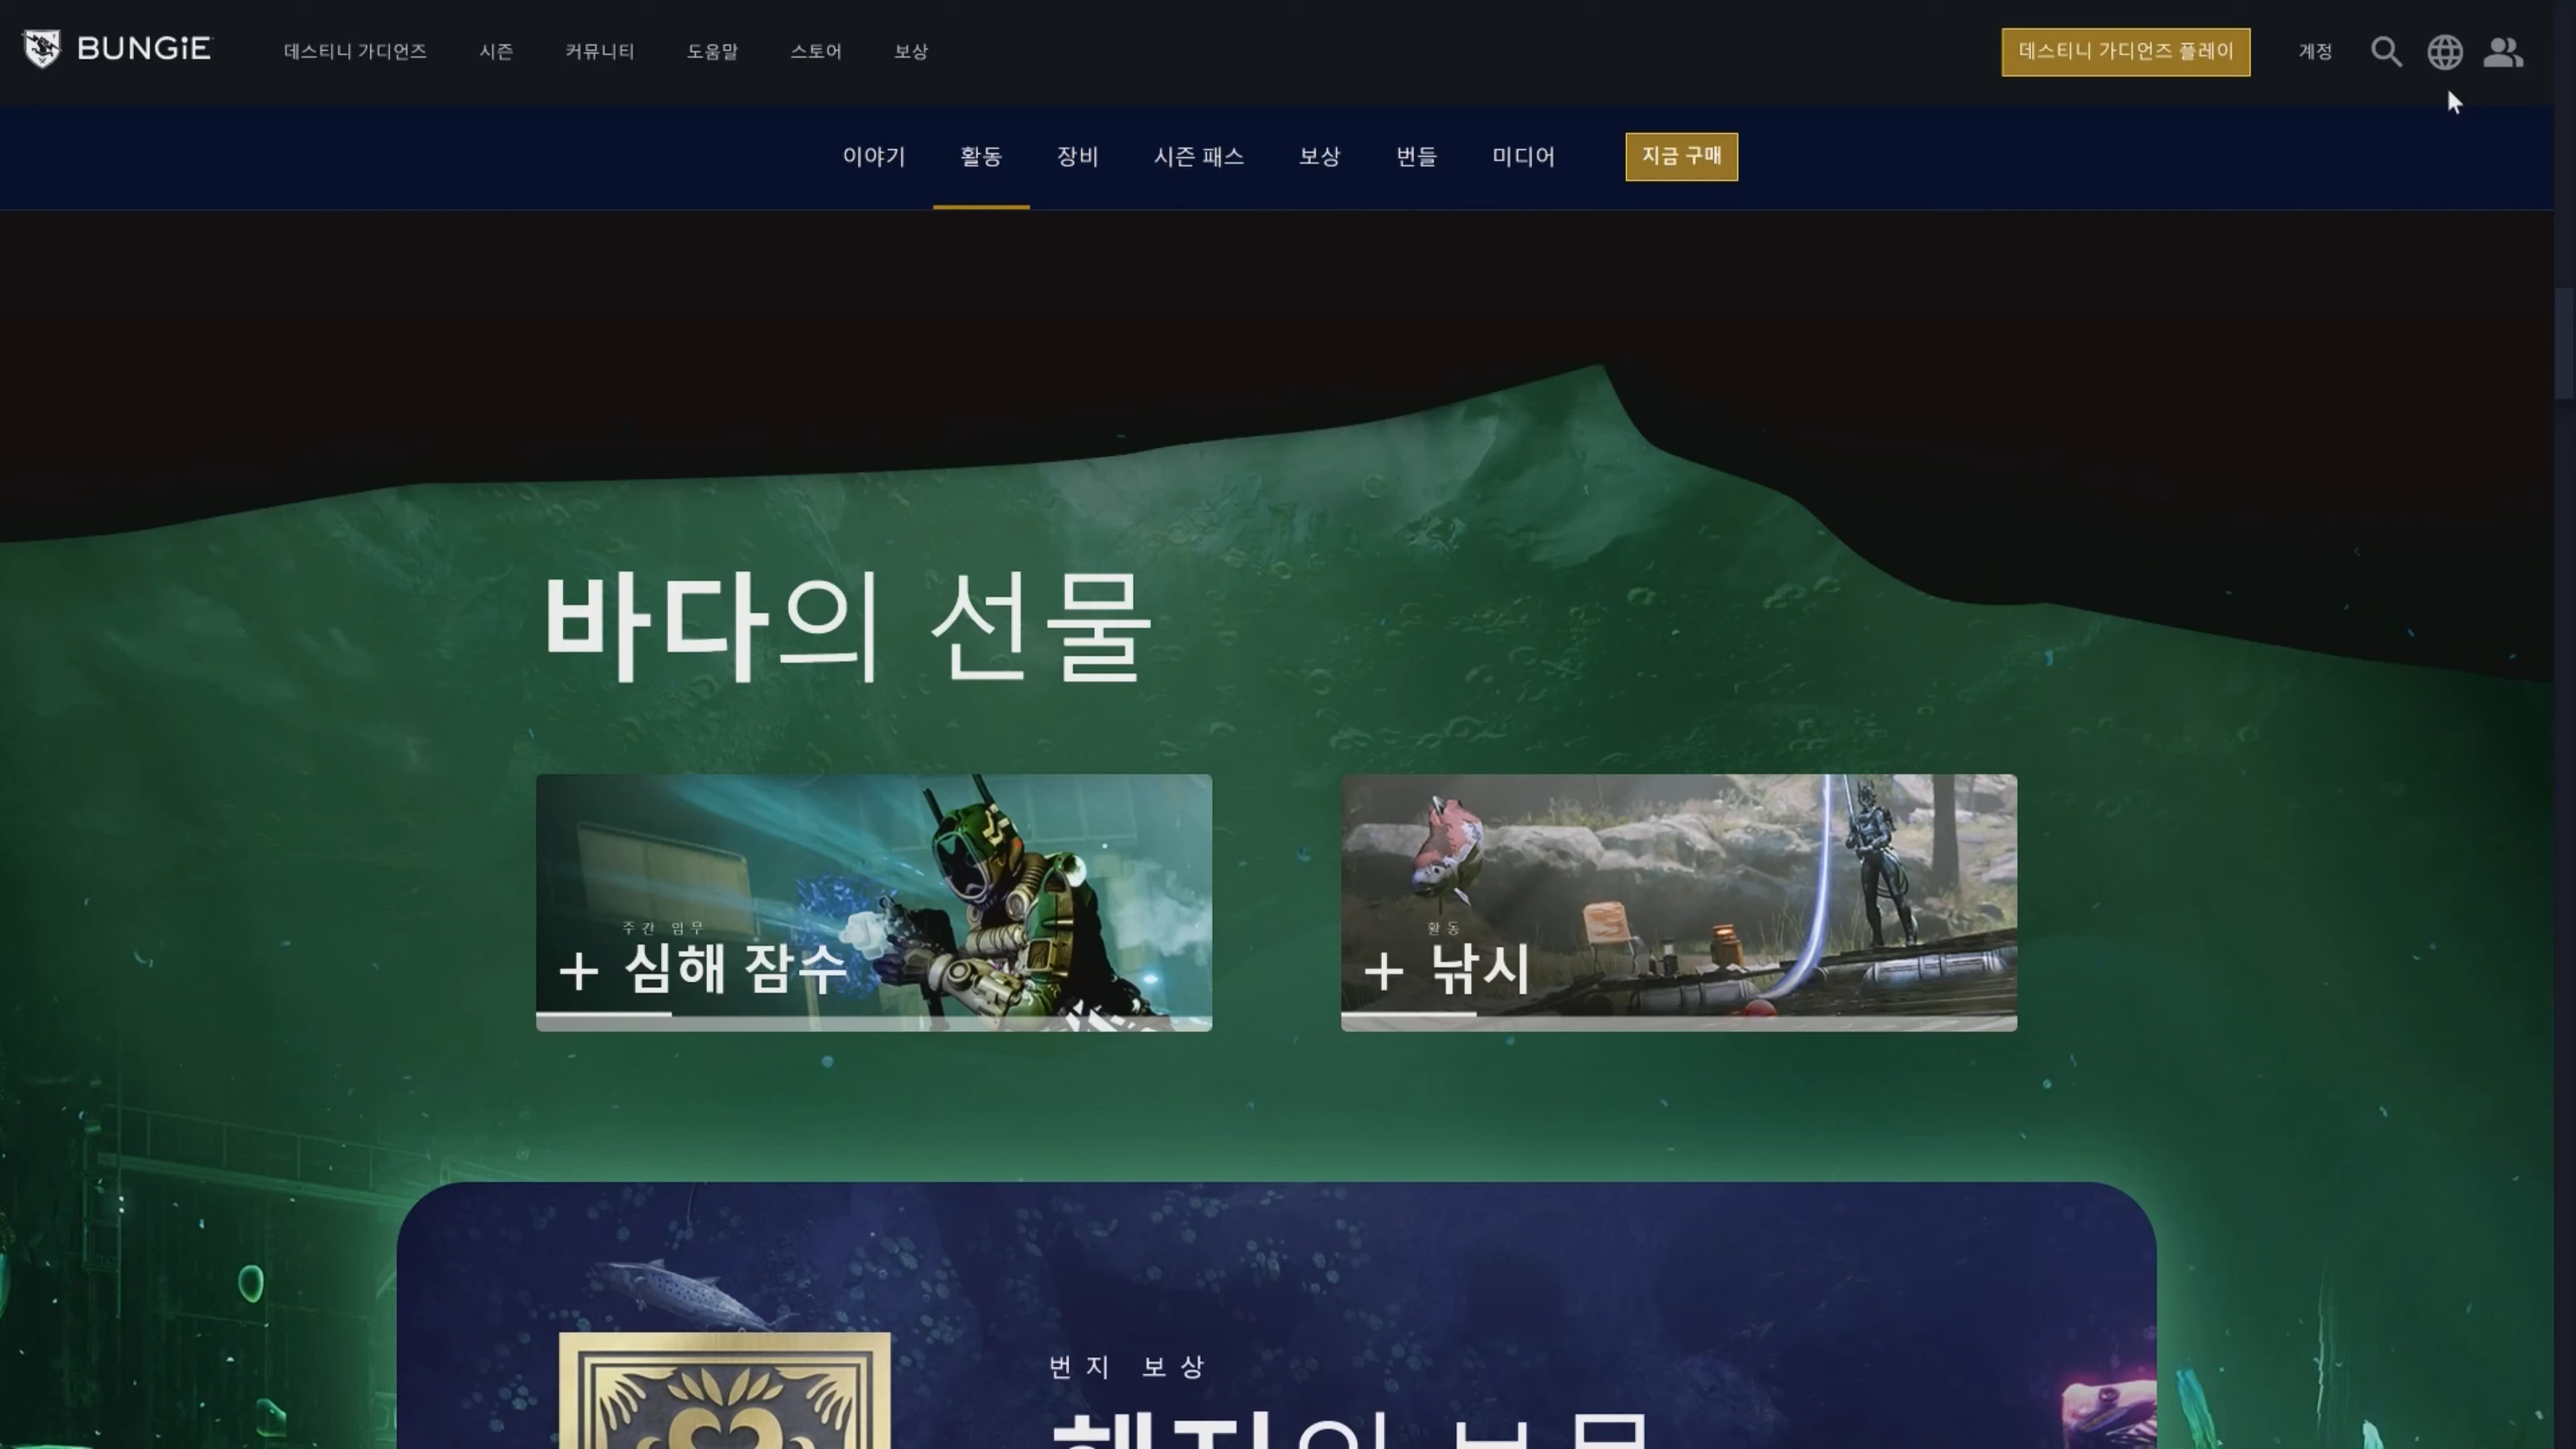 BUNGiE 데스티니 가디언즈 시즌 커뮤니티 도움말 스토어 보상 데스티니 가디언즈 플레이 계정
이야기 활동 장비 시즌 패스 보상 번들 미디어 지금 구매
바다의 선물
주간 임무
+ 심해 잠수
활동
+ 낚시
번지 보상